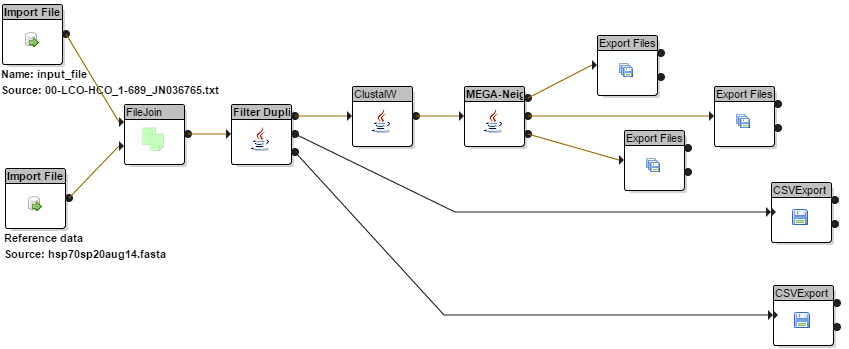 Import File
Name: input_file
Source: 00-LCO-HCO_1-689_JN036765.txt
FileJoin
Filter Dupli
ClustalW
MEGA-Neig
Export Files
Export Files
Export Files
Import File
Reference data
Source: hsp70sp20aug14.fasta
CSVExport
CSVExport